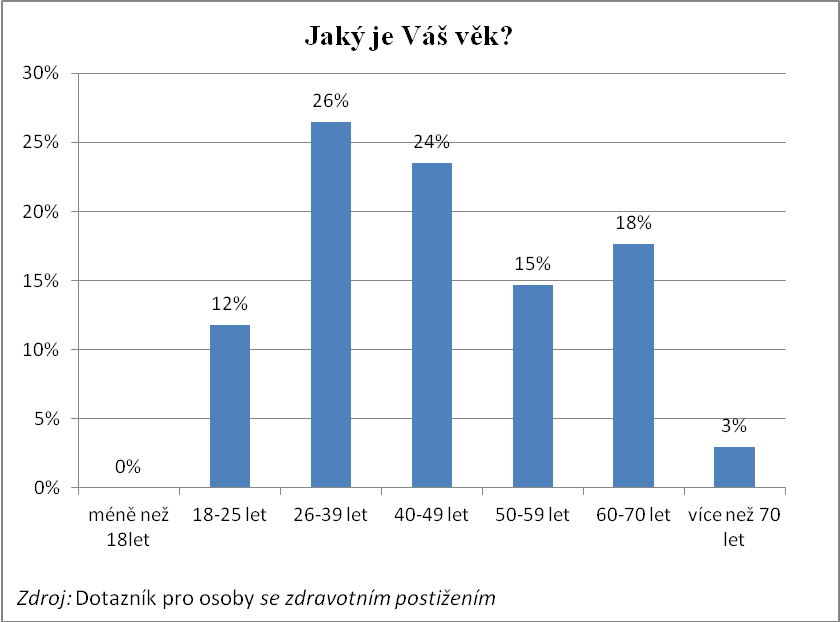 Jaký je Váš věk?
30%
25%
20%
15%
10%
5%
0%
0%
12%
26%
24%
15%
18%
3%
méně než
18let
18-25 let
26-39 let
40-49 let
50-59 let
60-70 let
více než 70
let
Zdroj: Dotazník pro osoby se zdravotním postižením